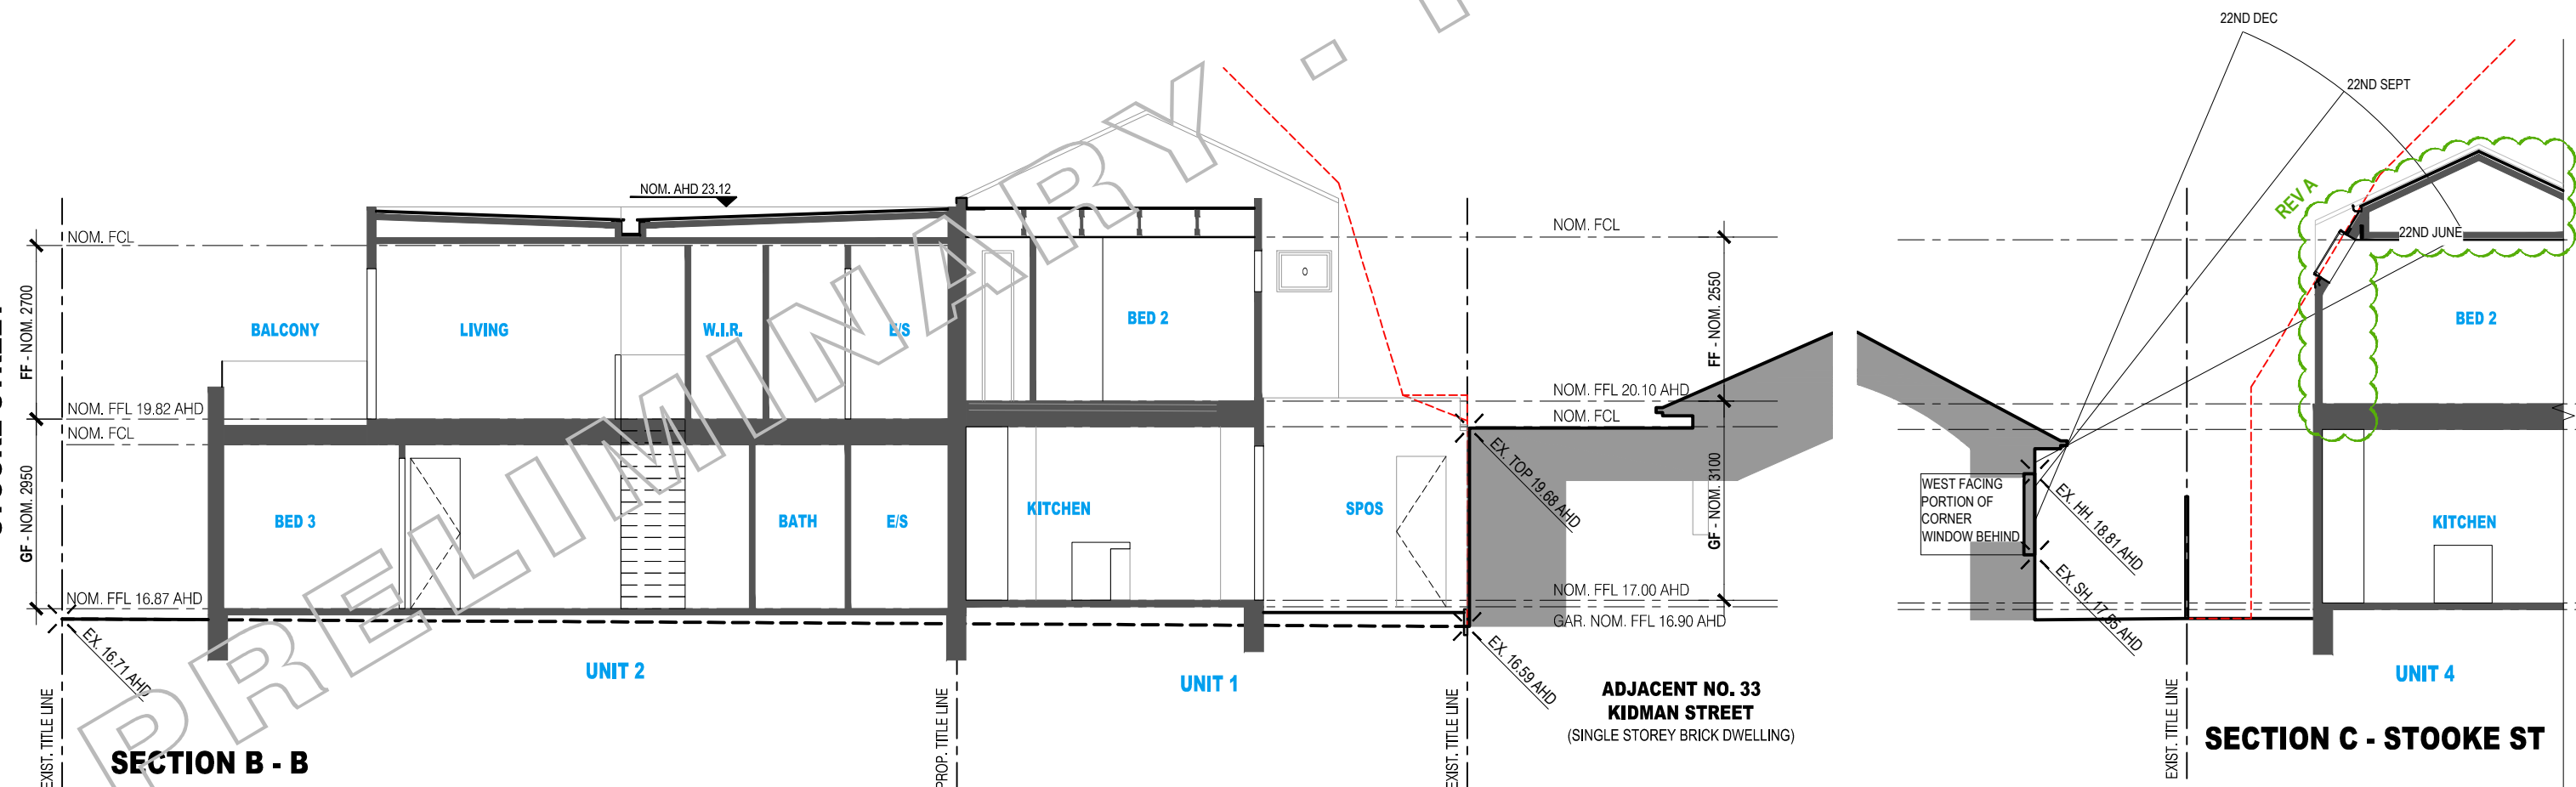 22ND DEC
22ND SEPT
22ND JUNE
REV A
NOM. AHD 23.12
NOM. FCL
FF - NOM. 2700
BALCONY
LIVING
W.I.R.
E/S
BED 2
NOM. FFL 19.82 AHD
NOM. FCL
GF - NOM. 2950
BED 3
BATH
E/S
KITCHEN
SPOS
NOM. FFL 16.87 AHD
EX. 16.71 AHD
UNIT 2
UNIT 1
EXIST. TITLE LINE
PROP. TITLE LINE
EXIST. TITLE LINE
SECTION B - B
NOM. FCL
FF - NOM. 2550
NOM. FFL 20.10 AHD
NOM. FCL
EX. TOP 19.68 AHD
GF - NOM. 3100
NOM. FFL 17.00 AHD
GAR. NOM. FFL 16.90 AHD
EX. 16.59 AHD
ADJACENT NO. 33
KIDMAN STREET
(SINGLE STOREY BRICK DWELLING)
WEST FACING
PORTION OF
CORNER
WINDOW BEHIND
EX. HH. 18.81 AHD
EX. SH. 17.65 AHD
BED 2
KITCHEN
UNIT 4
EXIST. TITLE LINE
SECTION C - STOOKE ST
PRELIMINARY -